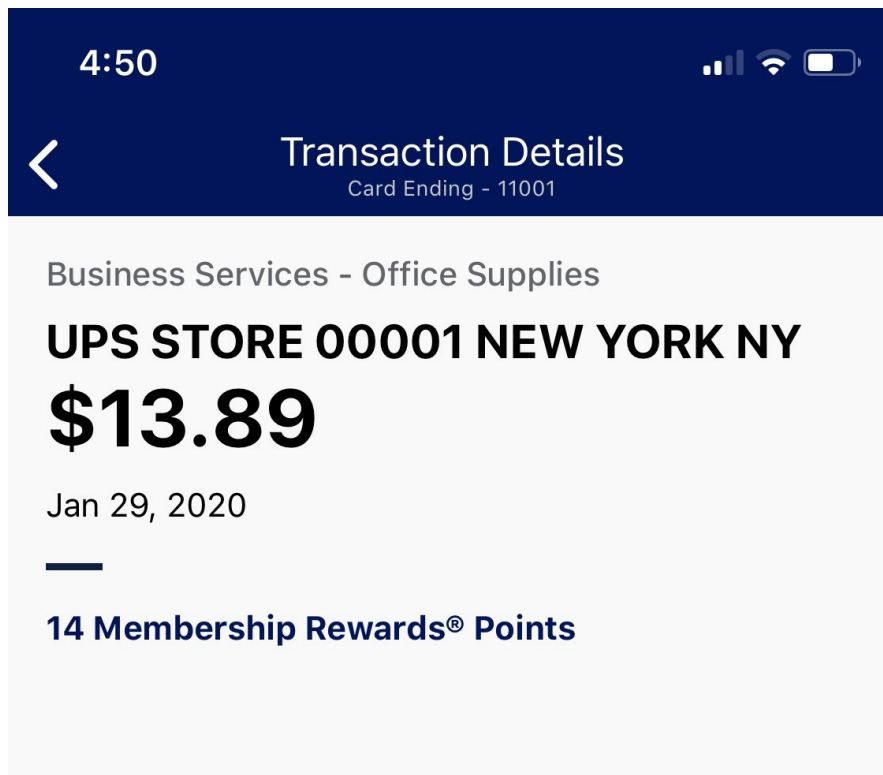 4:50
Transaction Details
Card Ending - 11001
Business Services - Office Supplies
UPS STORE 00001 NEW YORK NY
$13.89
Jan 29, 2020
14 Membership Rewards® Points